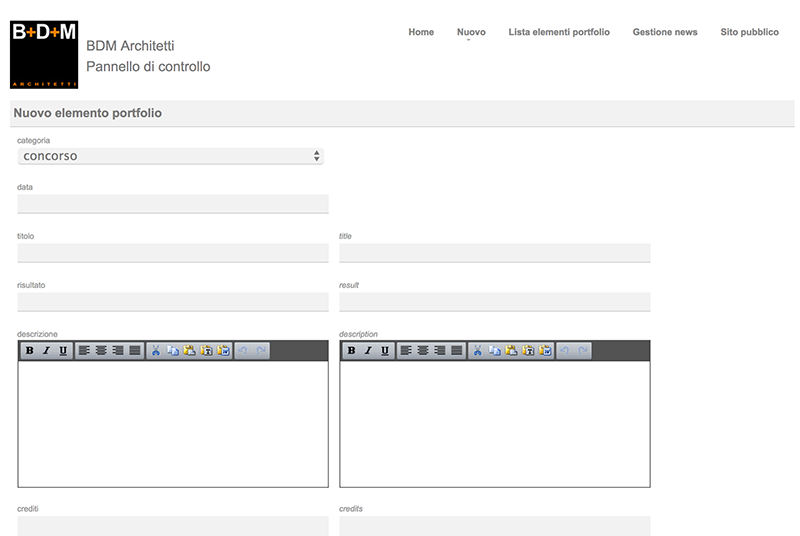 B+D+M
ARCHITETTI
BDM Architetti
Pannello di controllo
Home Nuovo Lista elementi portfolio Gestione news Sito pubblico
Nuovo elemento portfolio
categoria
concorso
data
titolo title
risultato result
descrizione description
B I U B I U
crediti credits